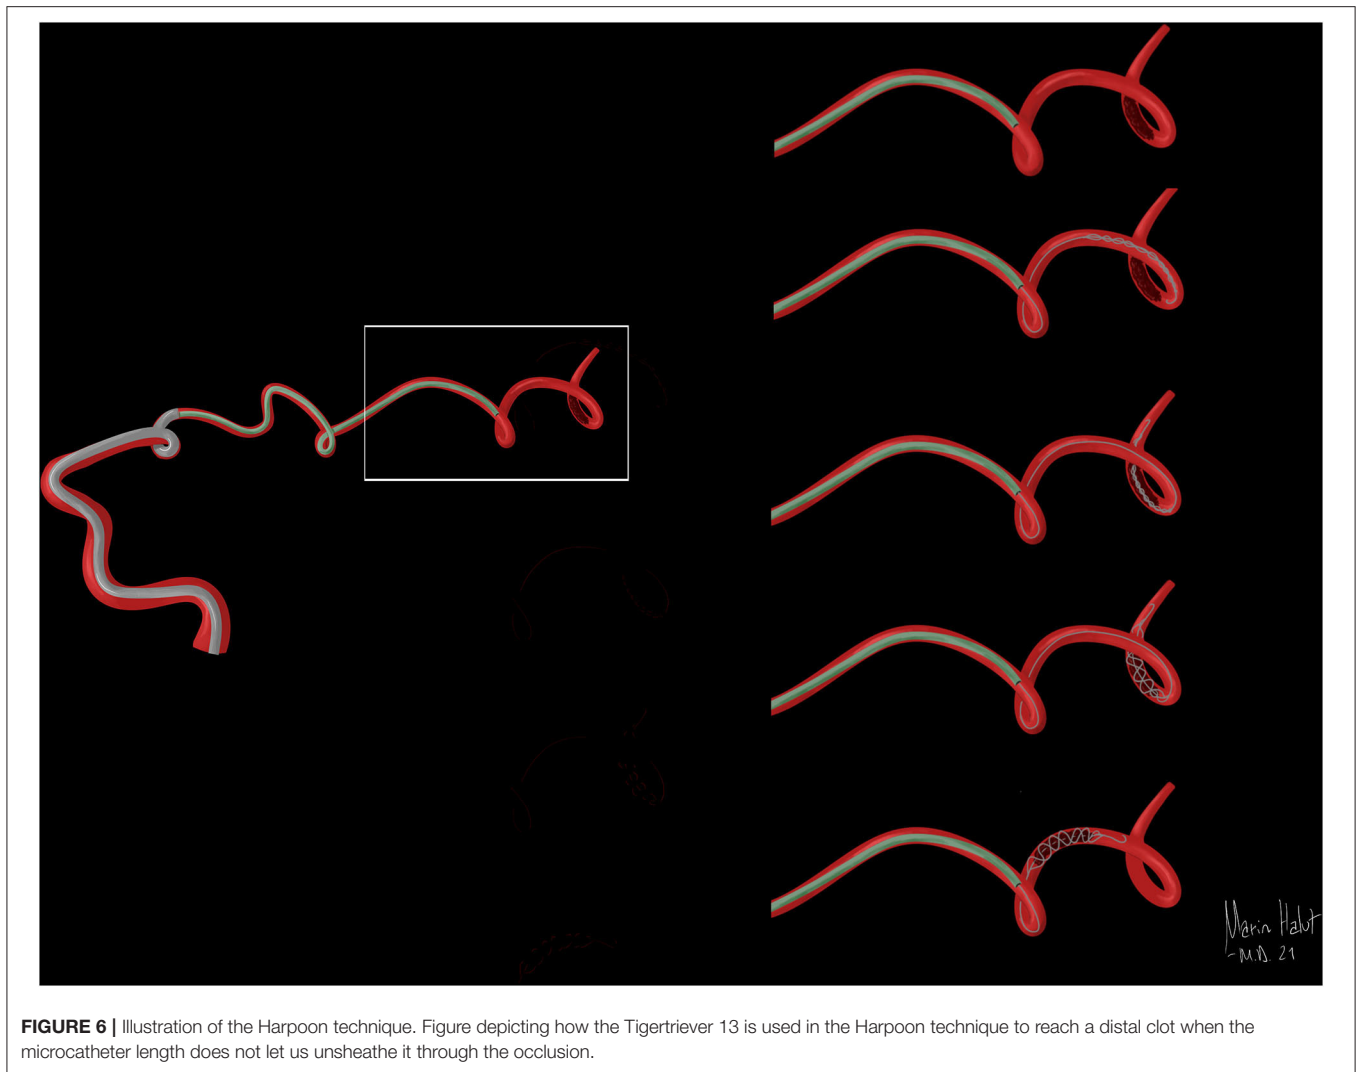 Marin Halut
- M.D. 21
FIGURE 6 | Illustration of the Harpoon technique. Figure depicting how the Tigertriever 13 is used in the Harpoon technique to reach a distal clot when the
microcatheter length does not let us unsheathe it through the occlusion.